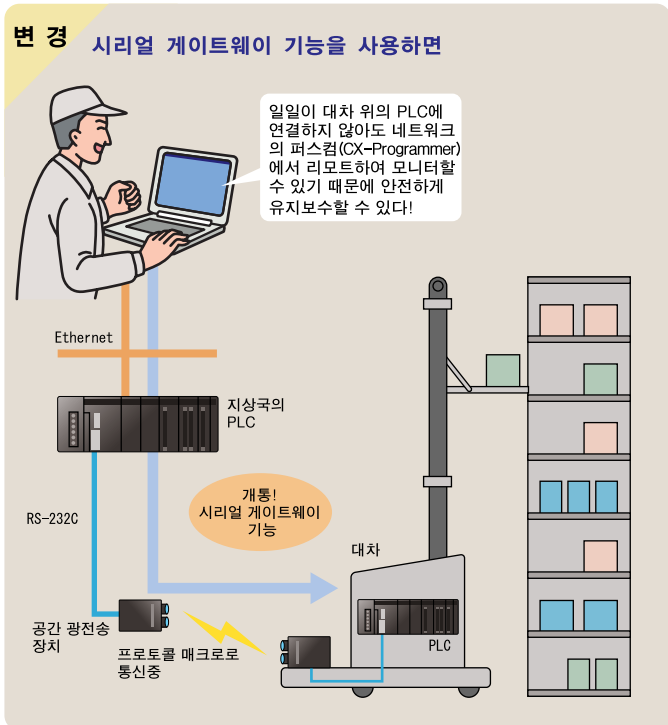 변 경
시리얼 게이트웨이 기능을 사용하면
일일이 대차 위의 PLC에
연결하지 않아도 네트워크
의 퍼스컴(CX-Programmer)
에서 리모트하여 모니터할
수 있기 때문에 안전하게
유지보수할 수 있다!
Ethernet
지상국의
PLC
RS-232C
개통!
시리얼 게이트웨이
기능
대차
PLC
공간 광전송
장치
프로토콜 매크로로
통신중